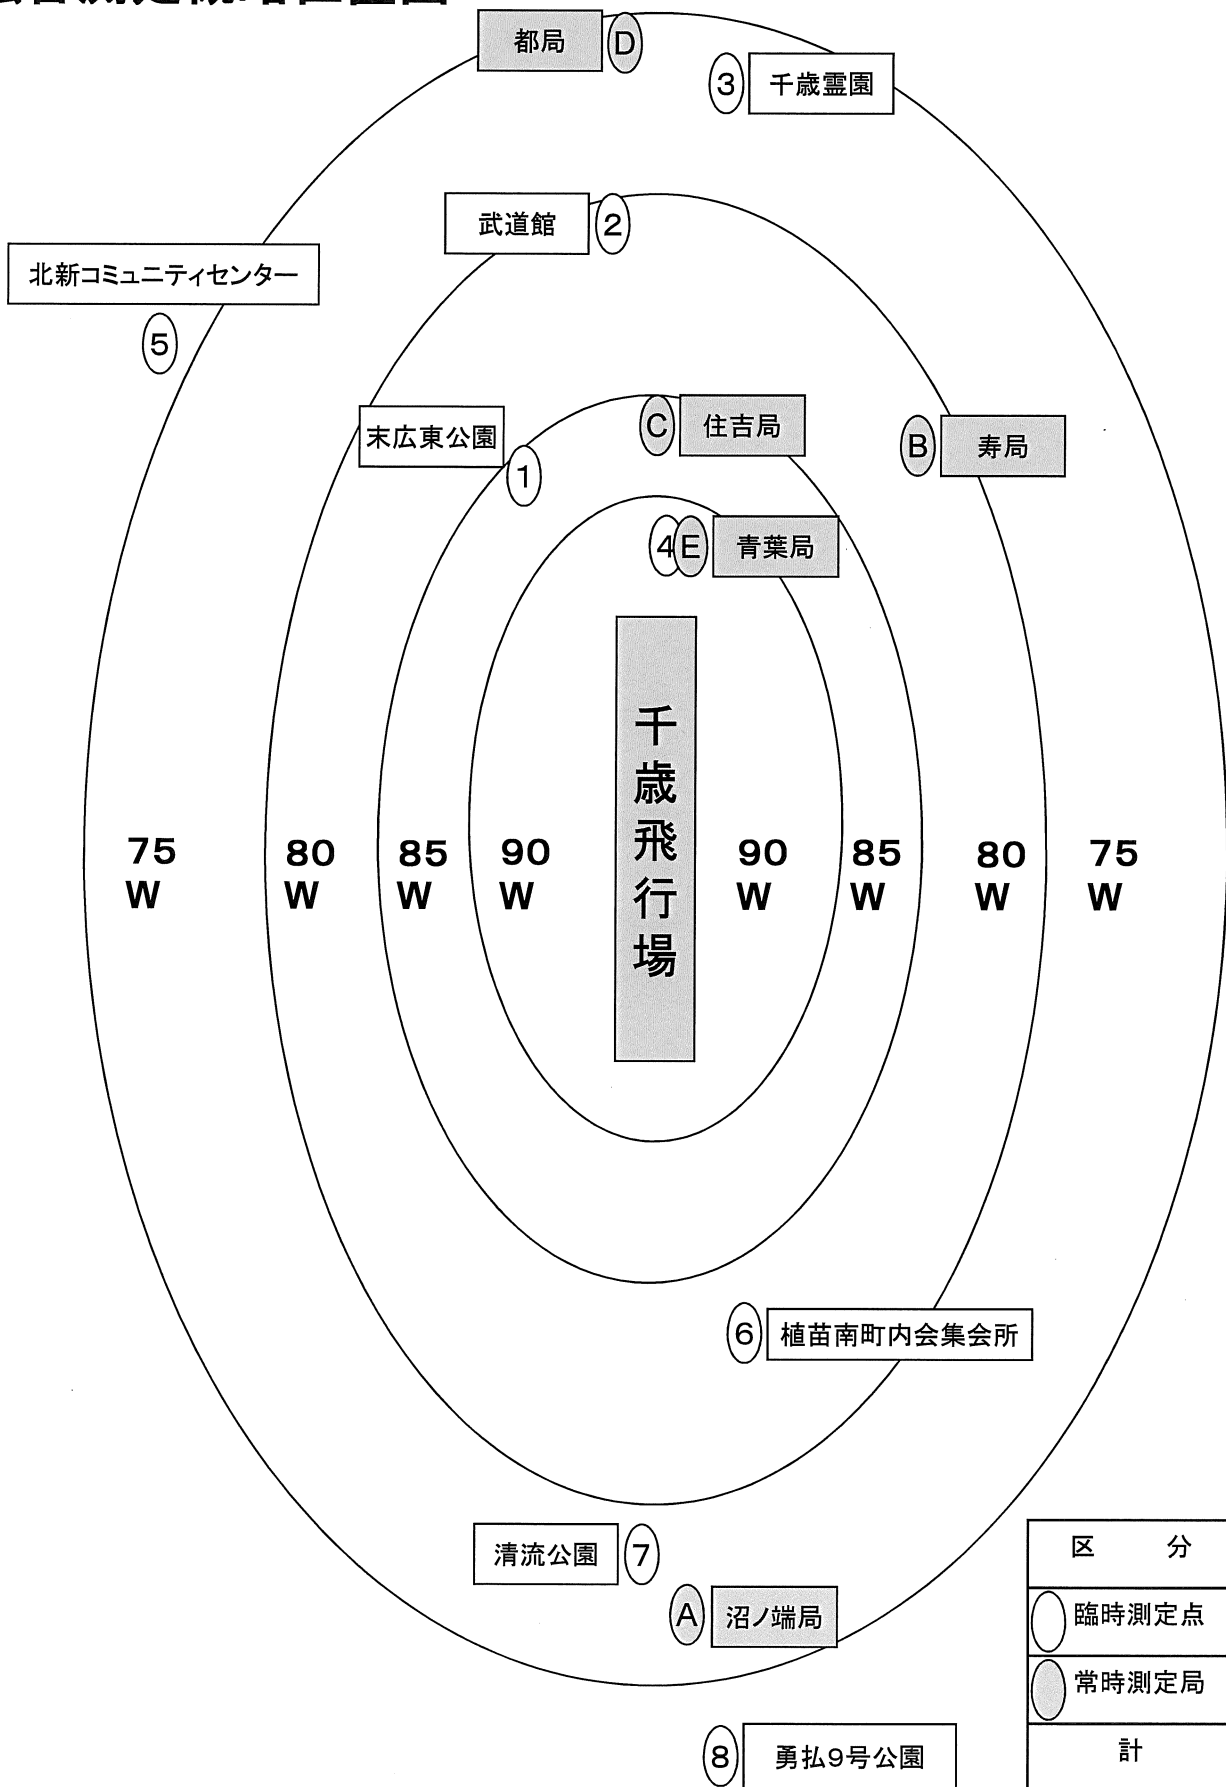 都局 D
③ 千歳霊園
武道館 ②
北新コミュニティセンター
⑤
末広東公園
①
C 住吉局
B 寿局
④ E 青葉局
千歳飛行場
75 80 85 90 90 85 80 75
W W W W W W W W
⑥ 植苗南町内会集会所
清流公園 ⑦
A 沼ノ端局
⑧ 勇払9号公園
区 分
臨時測定点
常時測定局
計